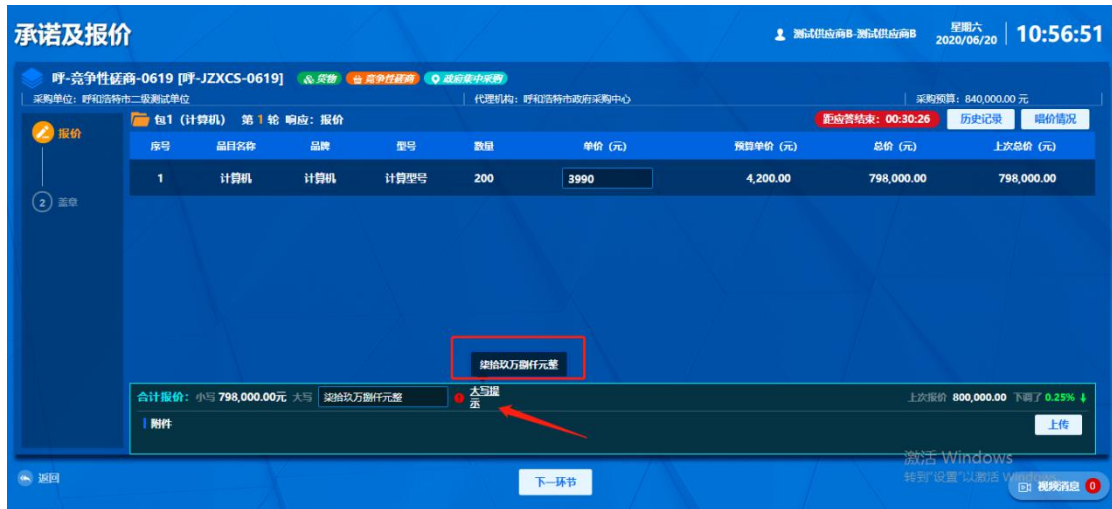 承诺及报价
测试供应商B-测试供应商B
星期六
2020/06/20
10:56:51
呼-竞争性磋商-0619 [呼-JZXCS-0619] 货物 竞争性磋商 政府集中采购
采购单位：呼和浩特市二级测试单位 代理机构：呼和浩特市政府采购中心 采购预算：840,000.00 元
2 报价
包1（计算机） 第 1 轮 响应：报价 距应答结束：00:30:26 历史记录 唱价情况
序号 品目名称 品牌 型号 数量 单价（元） 预算单价（元） 总价（元） 上次总价（元）
1 计算机 计算机 计算型号 200 3990 4,200.00 798,000.00 798,000.00
2 盖章
柒拾玖万捌仟元整
合计报价：小写 798,000.00元 大写 柒拾玖万捌仟元整 大写提示 上次报价 800,000.00 下调了 0.25%
附件 上传
激活 Windows
返回 下一环节 转到"设置"以激活 Windows。
视频消息 0